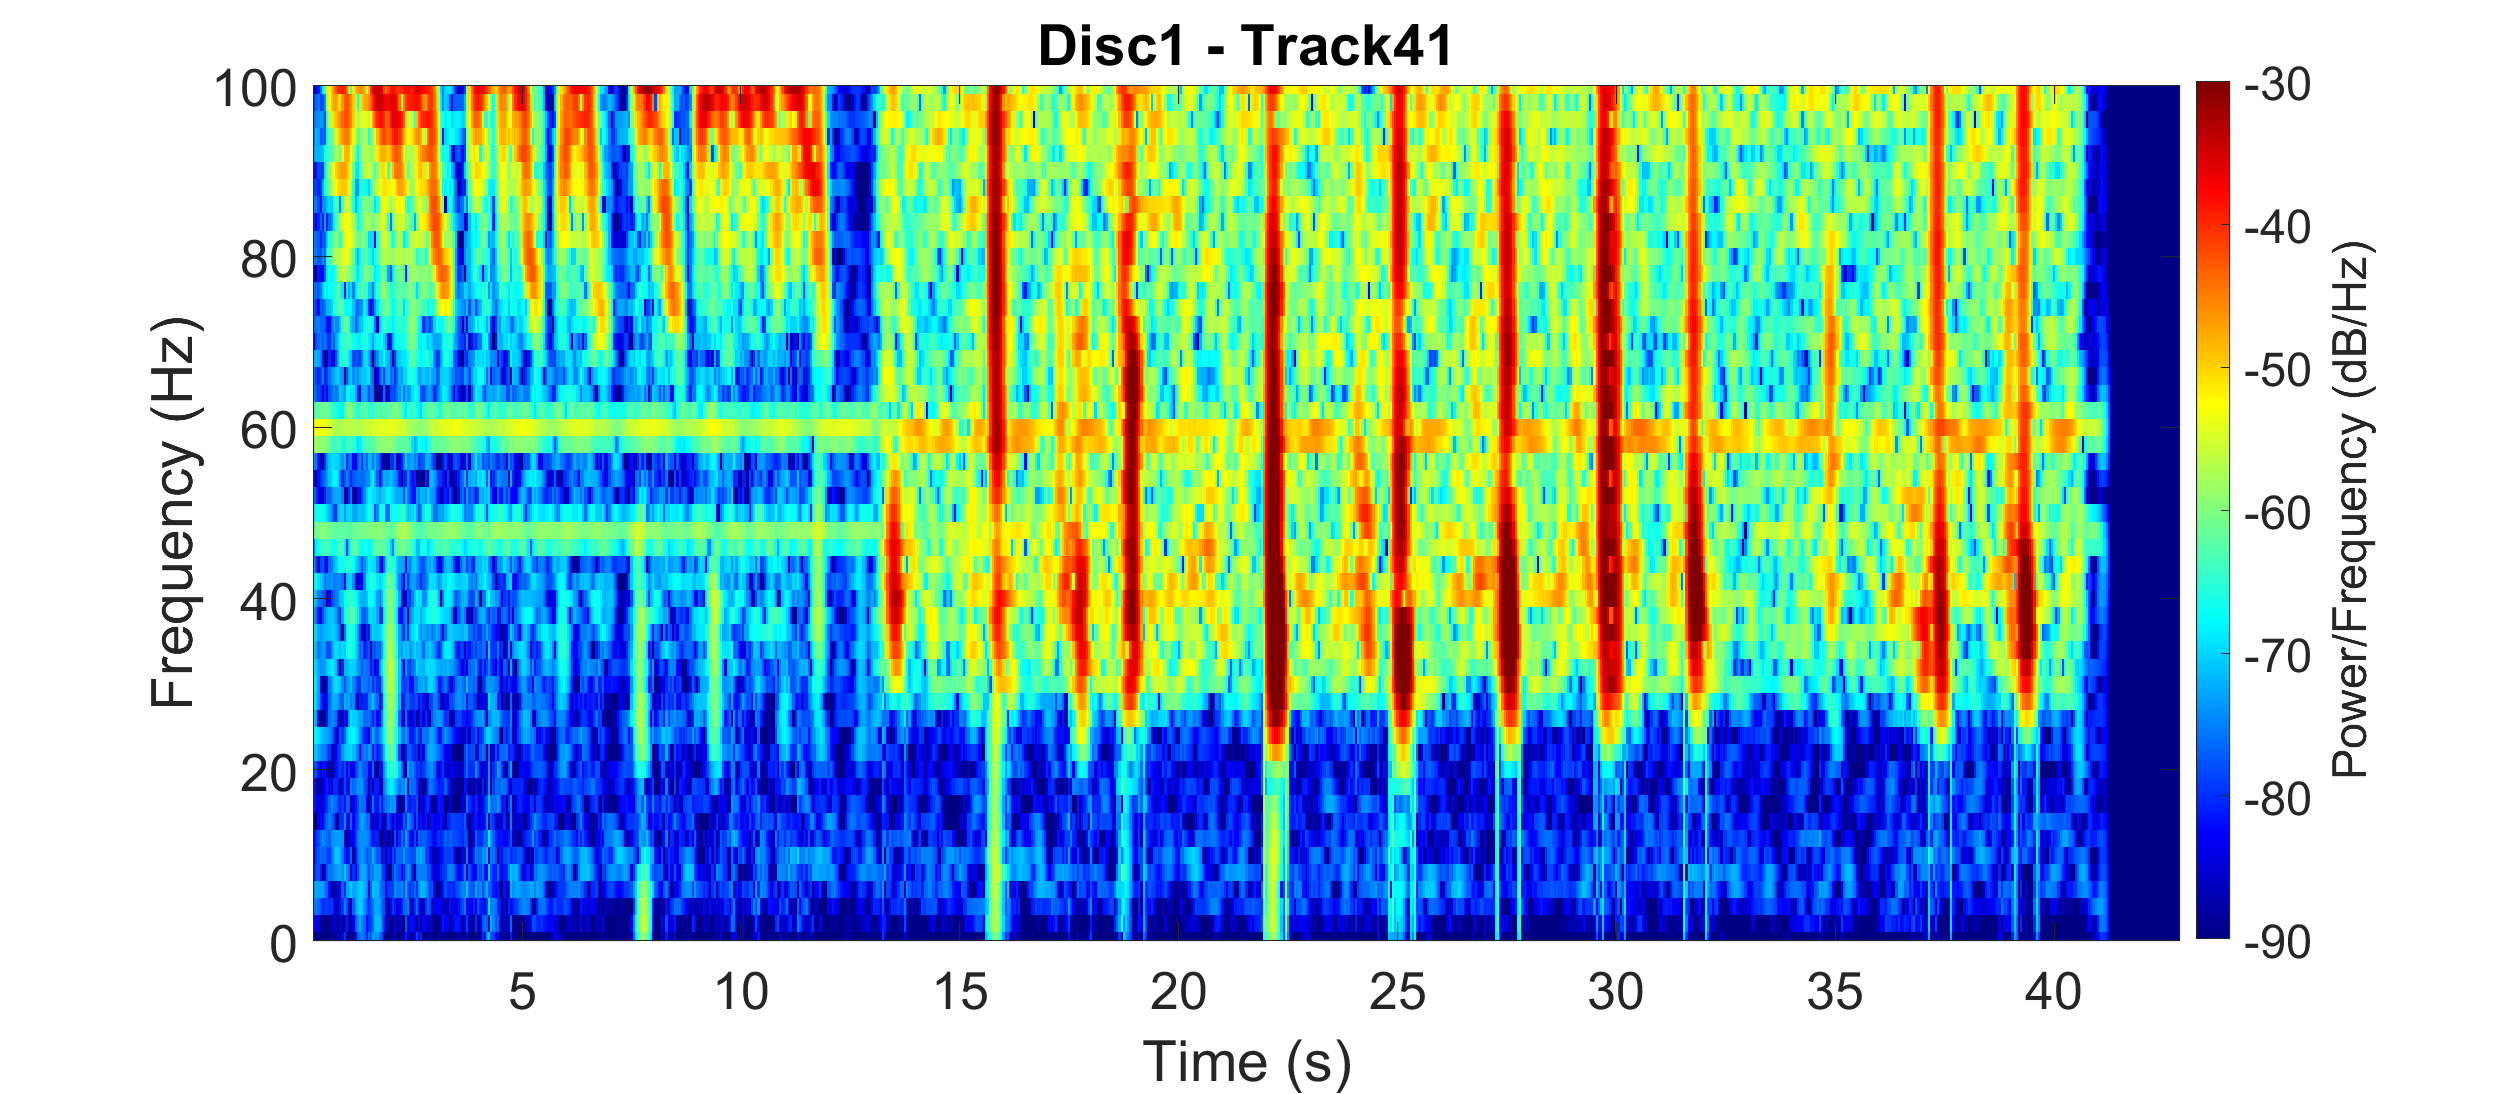 Disc1 - Track41
100
80
60
40
20
0
Frequency (Hz)
5 10 15 20 25 30 35 40
Time (s)
-30
-40
-50
-60
-70
-80
-90
Power/Frequency (dB/Hz)